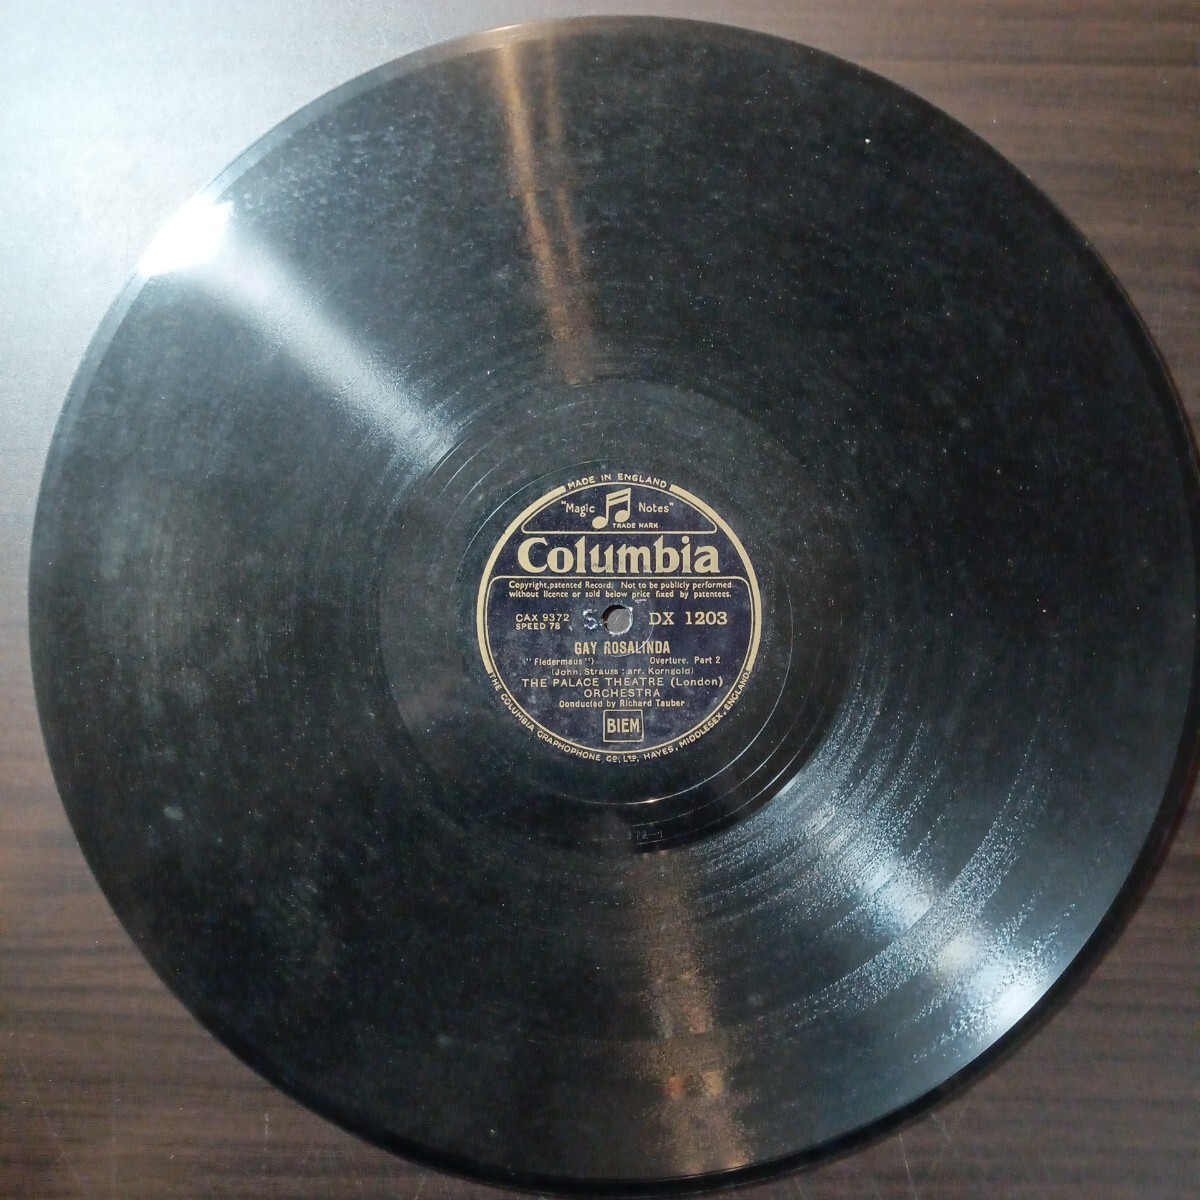 MADE IN ENGLAND
"Magic Notes"
TRADE MARK
Columbia
Copyright, patented Record. Not to be publicly performed
without licence or sold below price fixed by patentees.
CAX 9372 S. DX 1203
SPEED 78
GAY ROSALINDA
("Fledermaus") Overture. Part 2
(John. Strauss : arr. Korngold)
THE PALACE THEATRE (London)
ORCHESTRA
Conducted by Richard Tauber
BIEM
THE COLUMBIA GRAPHOPHONE CO. LTD. HAYES, MIDDLESEX, ENGLAND.
372-1